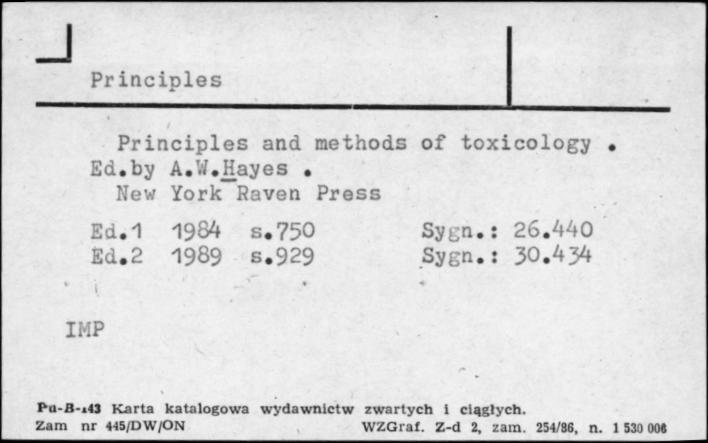 Principles
Principles and methods of toxicology .
Ed.by A.W.Hayes .
New York Raven Press
Ed.1 1984 s.750 Sygn.: 26.440
Ed.2 1989 s.929 Sygn.: 30.434
IMP
Pu-B-143 Karta katalogowa wydawnictw zwartych i ciągłych.
Zam nr 445/DW/ON WZGraf. Z-d 2, zam. 254/86, n. 1 530 006